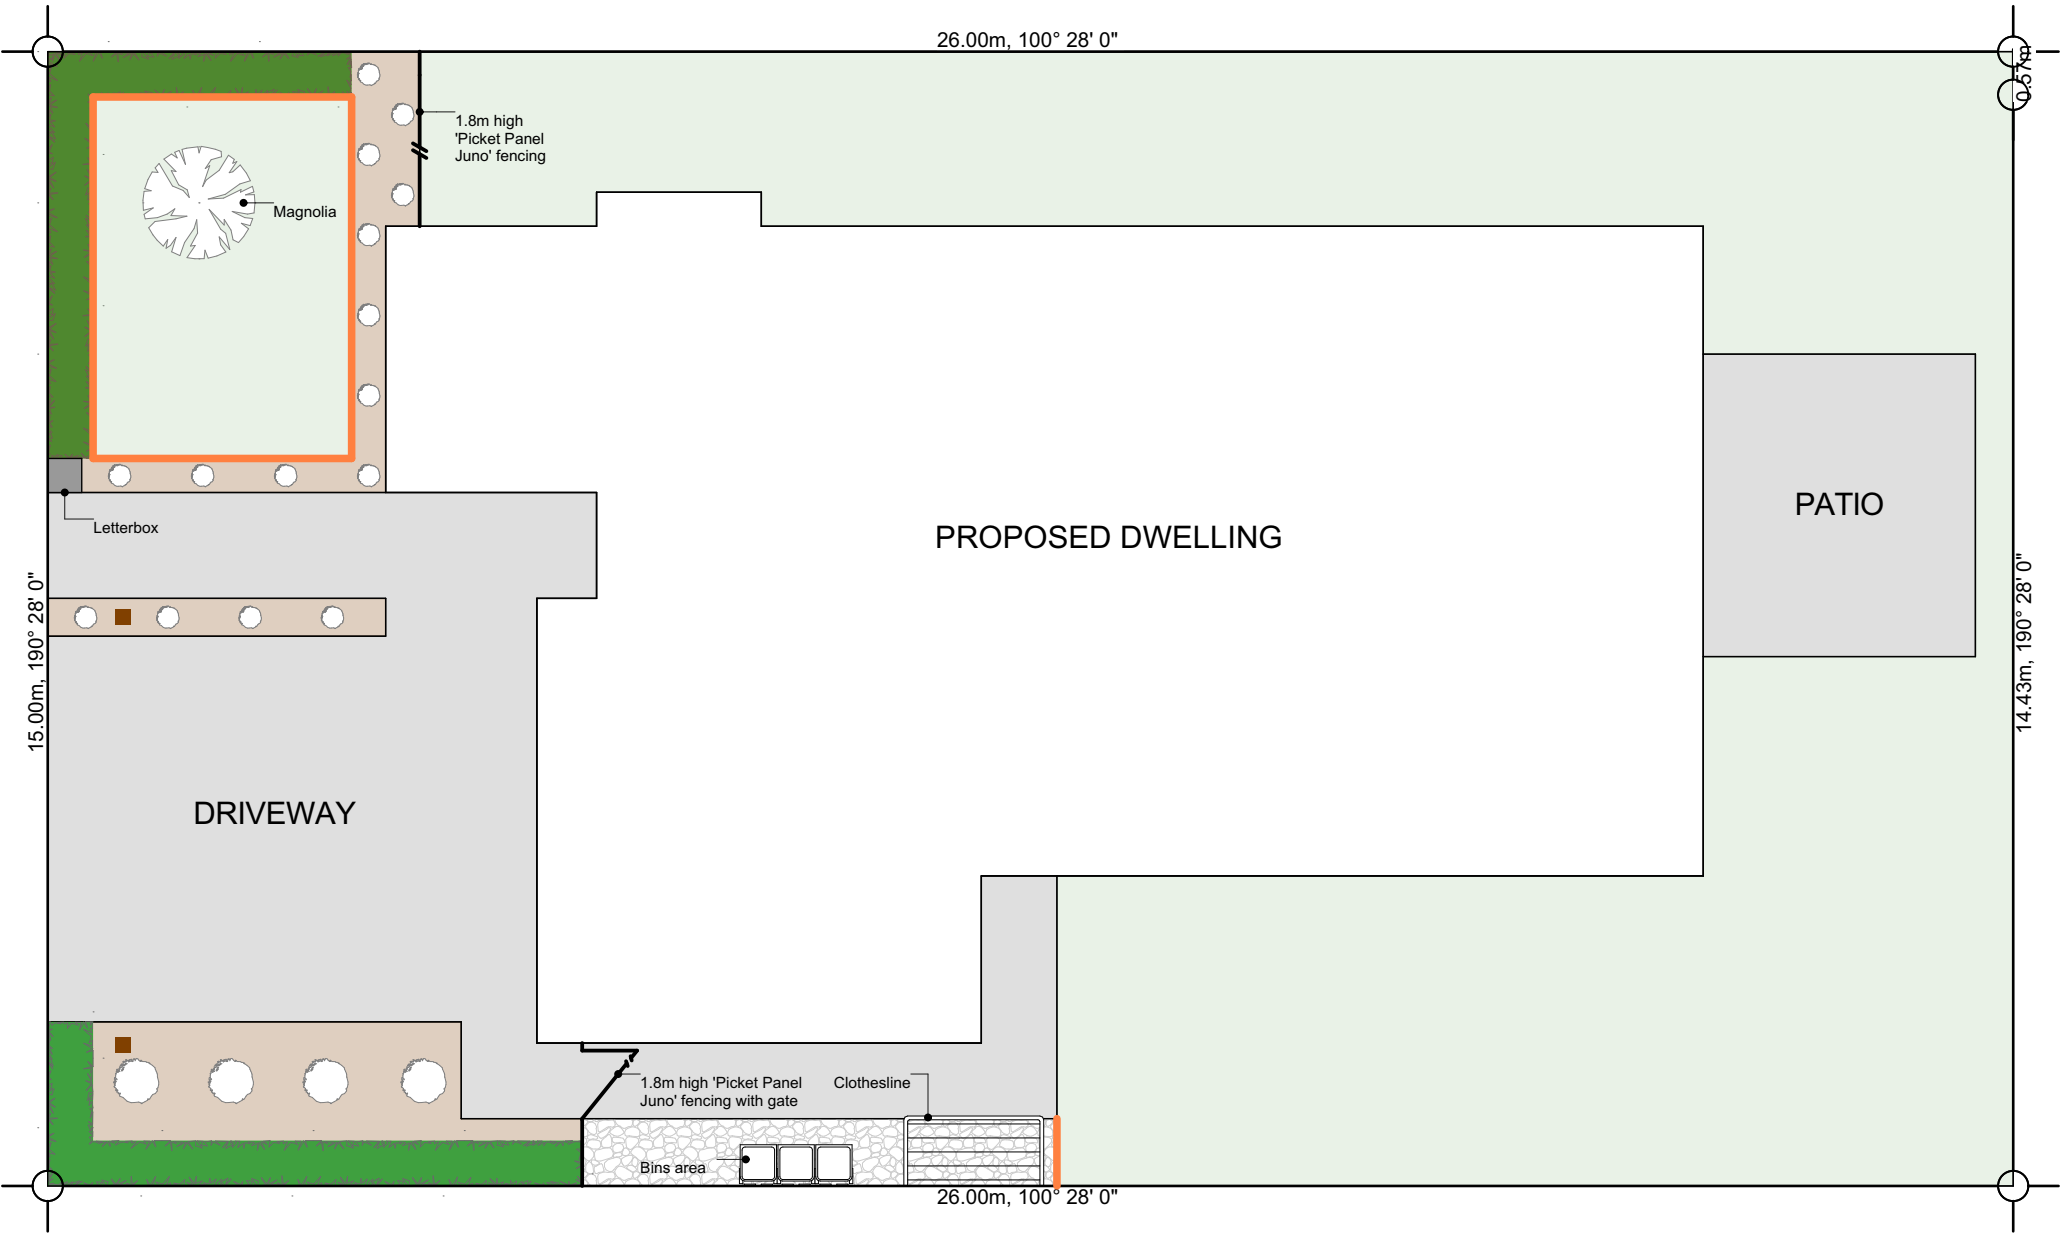 26.00m, 100° 28' 0"
0.57m
1.8m high
'Picket Panel
Juno' fencing
Magnolia
Letterbox
PATIO
PROPOSED DWELLING
15.00m, 190° 28' 0"
14.43m, 190° 28' 0"
DRIVEWAY
1.8m high 'Picket Panel
Juno' fencing with gate
Clothesline
Bins area
26.00m, 100° 28' 0"